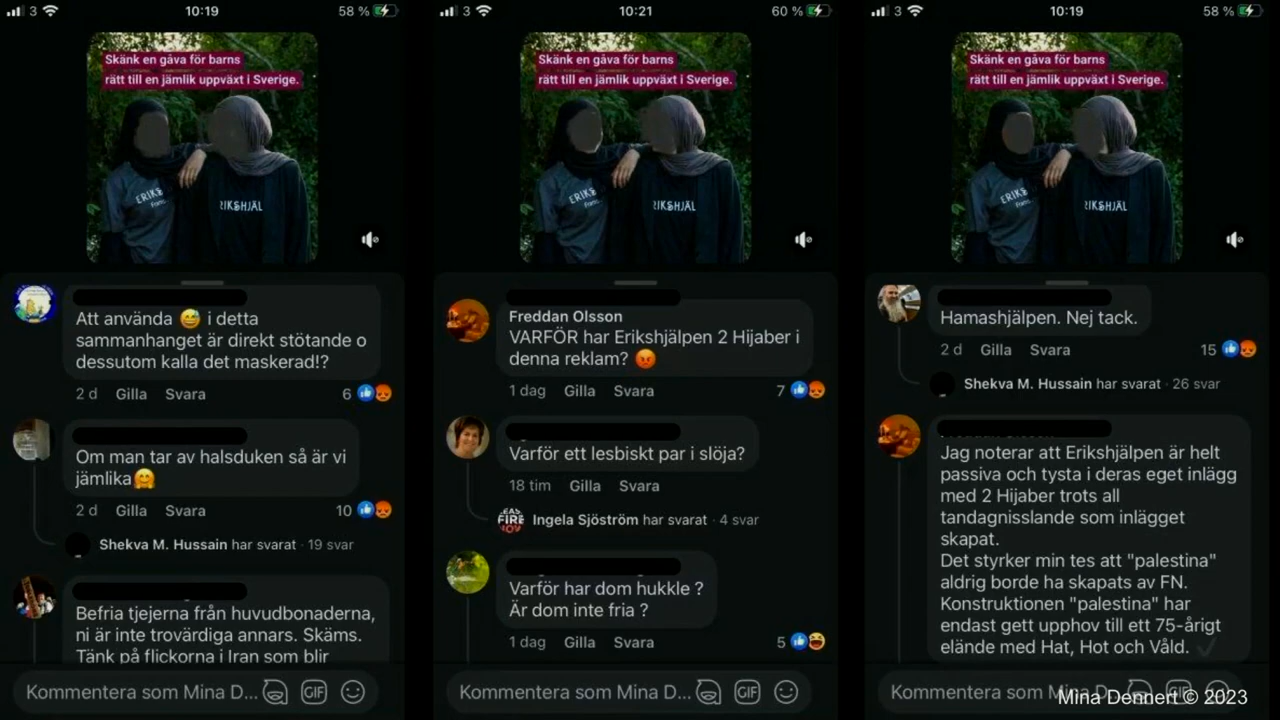 3
10:19
58 %
Skänk en gåva för barns
rätt till en jämlik uppväxt i Sverige.
ERIKS
RIKSHJÄL
Att använda 😅 i detta
sammanhanget är direkt stötande o
dessutom kalla det maskerad!?
2 d Gilla Svara 6
Om man tar av halsduken så är vi
jämlika🤗
2 d Gilla Svara 10
Shekva M. Hussain har svarat · 19 svar
Befria tjejerna från huvudbonaderna,
ni är inte trovärdiga annars. Skäms.
Tänk på flickorna i Iran som blir
Kommentera som Mina D... GIF
3
10:21
60 %
Skänk en gåva för barns
rätt till en jämlik uppväxt i Sverige.
ERIKS
RIKSHJÄL
Freddan Olsson
VARFÖR har Erikshjälpen 2 Hijaber i
denna reklam? 😡
1 dag Gilla Svara 7
Varför ett lesbiskt par i slöja?
18 tim Gilla Svara
Ingela Sjöström har svarat · 4 svar
Varför har dom hukkle ?
Är dom inte fria ?
1 dag Gilla Svara 5
Kommentera som Mina D... GIF
3
10:19
58 %
Skänk en gåva för barns
rätt till en jämlik uppväxt i Sverige.
ERIKS
RIKSHJÄL
Hamashjälpen. Nej tack.
2 d Gilla Svara 15
Shekva M. Hussain har svarat · 26 svar
Jag noterar att Erikshjälpen är helt
passiva och tysta i deras eget inlägg
med 2 Hijaber trots all
tandagnisslande som inlägget
skapat.
Det styrker min tes att "palestina"
aldrig borde ha skapats av FN.
Konstruktionen "palestina" har
endast gett upphov till ett 75-årigt
elände med Hat, Hot och Våld.
Kommentera som
Mina Dennert © 2023